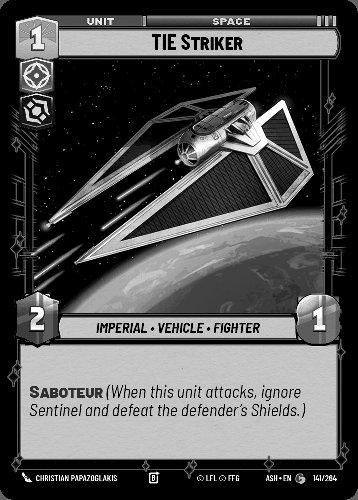 UNIT
SPACE
1
TIE Striker
2
IMPERIAL • VEHICLE • FIGHTER
1
SABOTEUR (When this unit attacks, ignore
Sentinel and defeat the defender's Shields.)
CHRISTIAN PAPAZOGLAKIS
© LFL © FFG
ASH • EN
141/264